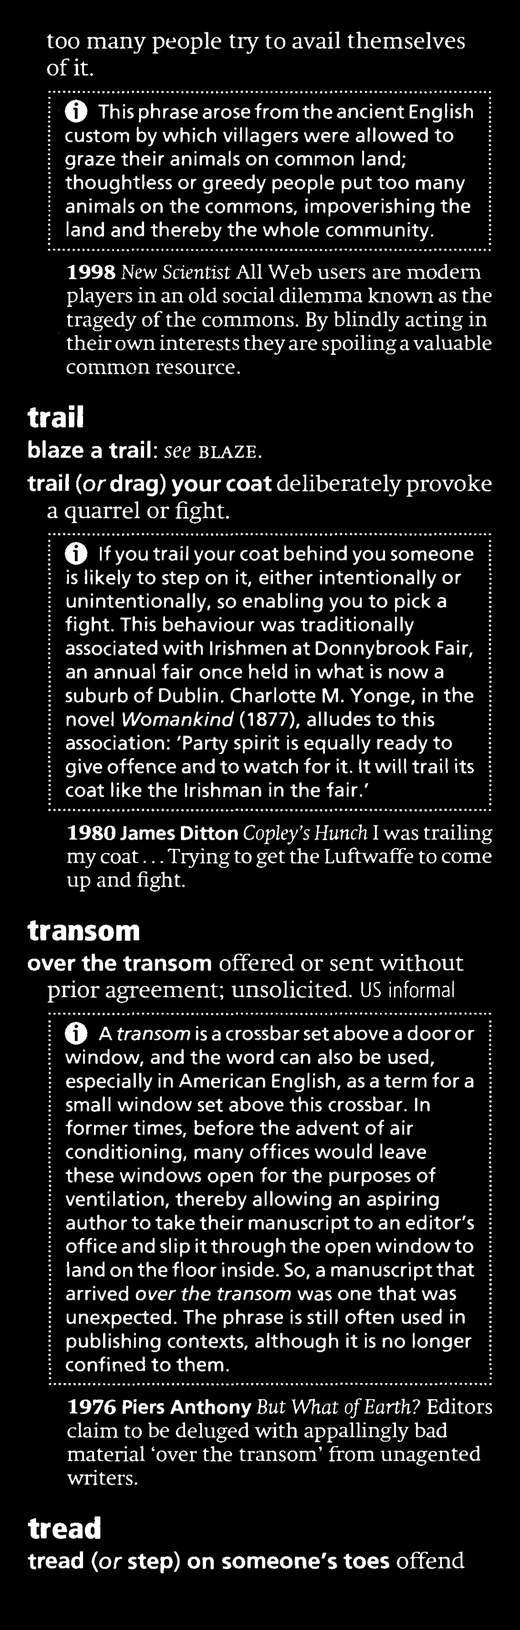 too many people try to avail themselves
of it.
This phrase arose from the ancient English
custom by which villagers were allowed to
graze their animals on common land;
thoughtless or greedy people put too many
animals on the commons, impoverishing the
land and thereby the whole community.
1998 New Scientist All Web users are modern
players in an old social dilemma known as the
tragedy of the commons. By blindly acting in
their own interests they are spoiling a valuable
common resource.
trail
blaze a trail: see BLAZE.
trail (or drag) your coat deliberately provoke
a quarrel or fight.
If you trail your coat behind you someone
is likely to step on it, either intentionally or
unintentionally, so enabling you to pick a
fight. This behaviour was traditionally
associated with Irishmen at Donnybrook Fair,
an annual fair once held in what is now a
suburb of Dublin. Charlotte M. Yonge, in the
novel Womankind (1877), alludes to this
association: ‘Party spirit is equally ready to
give offence and to watch for it. It will trail its
coat like the Irishman in the fair.’
1980 James Ditton Copley's Hunch I was trailing
my coat...Trying to get the Luftwaffe to come
up and fight.
transom
over the transom offered or sent without
prior agreement; unsolicited. US informal
A transom is a crossbar set above a door or
window, and the word can also be used,
especially in American English, as a term for a
small window set above this crossbar. In
former times, before the advent of air
conditioning, many offices would leave
these windows open for the purposes of
ventilation, thereby allowing an aspiring
author to take their manuscript to an editor's
office and slip it through the open window to
land on the floor inside. So, a manuscript that
arrived over the transom was one that was
unexpected. The phrase is still often used in
publishing contexts, although it is no longer
confined to them.
1976 Piers Anthony But What of Earth? Editors
claim to be deluged with appallingly bad
material ‘over the transom’ from unagented
writers.
tread
tread (or step) on someone's toes offend